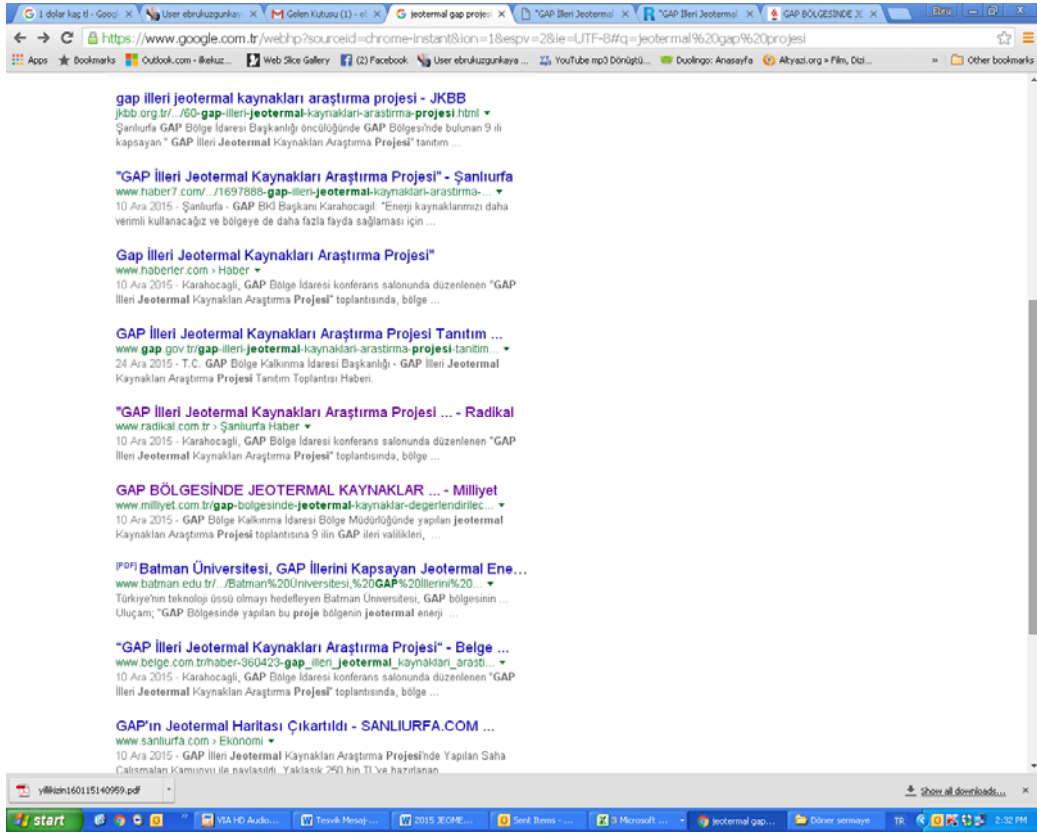 1 dolar kaç tl - Googl
User ebrukuzgunkay
Gelen Kutusu (1) - el
jeotermal gap projesi
"GAP İlleri Jeotermal
"GAP İlleri Jeotermal
GAP BÖLGESİNDE JE
Ebru
https://www.google.com.tr/webhp?sourceid=chrome-instant&ion=1&espv=2&ie=UTF-8#q=jeotermal%20gap%20projesi
Apps
Bookmarks
Outlook.com - ilkekuz...
Web Slice Gallery
(2) Facebook
User ebrukuzgunkaya ...
YouTube mp3 Dönüştü...
Duolingo: Anasayfa
Altyazi.org » Film, Dizi...
»
Other bookmarks
gap illeri jeotermal kaynakları araştırma projesi - JKBB
jkbb.org.tr/.../60-gap-illeri-jeotermal-kaynaklari-arastirma-projesi.html
Şanlıurfa GAP Bölge İdaresi Başkanlığı öncülüğünde GAP Bölgesi'nde bulunan 9 ili
kapsayan " GAP İlleri Jeotermal Kaynakları Araştırma Projesi" tanıtım ...
"GAP İlleri Jeotermal Kaynakları Araştırma Projesi" - Şanlıurfa
www.haber7.com/.../1697888-gap-illeri-jeotermal-kaynaklari-arastirma-...
10 Ara 2015 - Şanlıurfa - GAP BKİ Başkanı Karahocagil: "Enerji kaynaklarımızı daha
verimli kullanacağız ve bölgeye de daha fazla fayda sağlaması için ...
Gap İlleri Jeotermal Kaynakları Araştırma Projesi"
www.haberler.com › Haber
10 Ara 2015 - Karahocagli, GAP Bölge İdaresi konferans salonunda düzenlenen "GAP
İlleri Jeotermal Kaynakları Araştırma Projesi" toplantısında, bölge ...
GAP İlleri Jeotermal Kaynakları Araştırma Projesi Tanıtım ...
www.gap.gov.tr/gap-illeri-jeotermal-kaynaklari-arastirma-projesi-tanitim...
24 Ara 2015 - T.C. GAP Bölge Kalkınma İdaresi Başkanlığı - GAP İlleri Jeotermal
Kaynakları Araştırma Projesi Tanıtım Toplantısı Haberi.
"GAP İlleri Jeotermal Kaynakları Araştırma Projesi ... - Radikal
www.radikal.com.tr › Şanlıurfa Haber
10 Ara 2015 - Karahocagli, GAP Bölge İdaresi konferans salonunda düzenlenen "GAP
İlleri Jeotermal Kaynakları Araştırma Projesi" toplantısında, bölge ...
GAP BÖLGESİNDE JEOTERMAL KAYNAKLAR ... - Milliyet
www.milliyet.com.tr/gap-bolgesinde-jeotermal-kaynaklar-degerlendirilec...
10 Ara 2015 - GAP Bölge Kalkınma İdaresi Bölge Müdürlüğünde yapılan jeotermal
Kaynakları Araştırma Projesi toplantısına 9 ilin GAP ileri valilikleri, ...
[PDF] Batman Üniversitesi, GAP İllerini Kapsayan Jeotermal Ene...
www.batman.edu.tr/.../Batman%20Üniversitesi,%20GAP%20İllerini%20...
Türkiye'nin teknoloji üssü olmayı hedefleyen Batman Üniversitesi, GAP bölgesinin ...
Uluçam; "GAP Bölgesinde yapılan bu proje bölgenin jeotermal enerji ...
"GAP İlleri Jeotermal Kaynakları Araştırma Projesi" - Belge ...
www.belge.com.tr/haber-360423-gap_illeri_jeotermal_kaynaklari_arasti...
10 Ara 2015 - Karahocagli, GAP Bölge İdaresi konferans salonunda düzenlenen "GAP
İlleri Jeotermal Kaynakları Araştırma Projesi" toplantısında, bölge ...
GAP'ın Jeotermal Haritası Çıkartıldı - SANLIURFA.COM ...
www.sanliurfa.com › Ekonomi
10 Ara 2015 - GAP İlleri Jeotermal Kaynakları Araştırma Projesi'nde Yapılan Saha
Çalışmaları Kamuoyu ile paylaşıldı. Yaklaşık 250 bin TL'ye hazırlanan
yillikizin160115140959.pdf
Show all downloads...
start
VIA HD Audio...
Tesvik Mesaj-...
2015 JEOME...
Sent Items - ...
3 Microsoft ...
jeotermal gap...
Döner sermaye
TR
2:32 PM